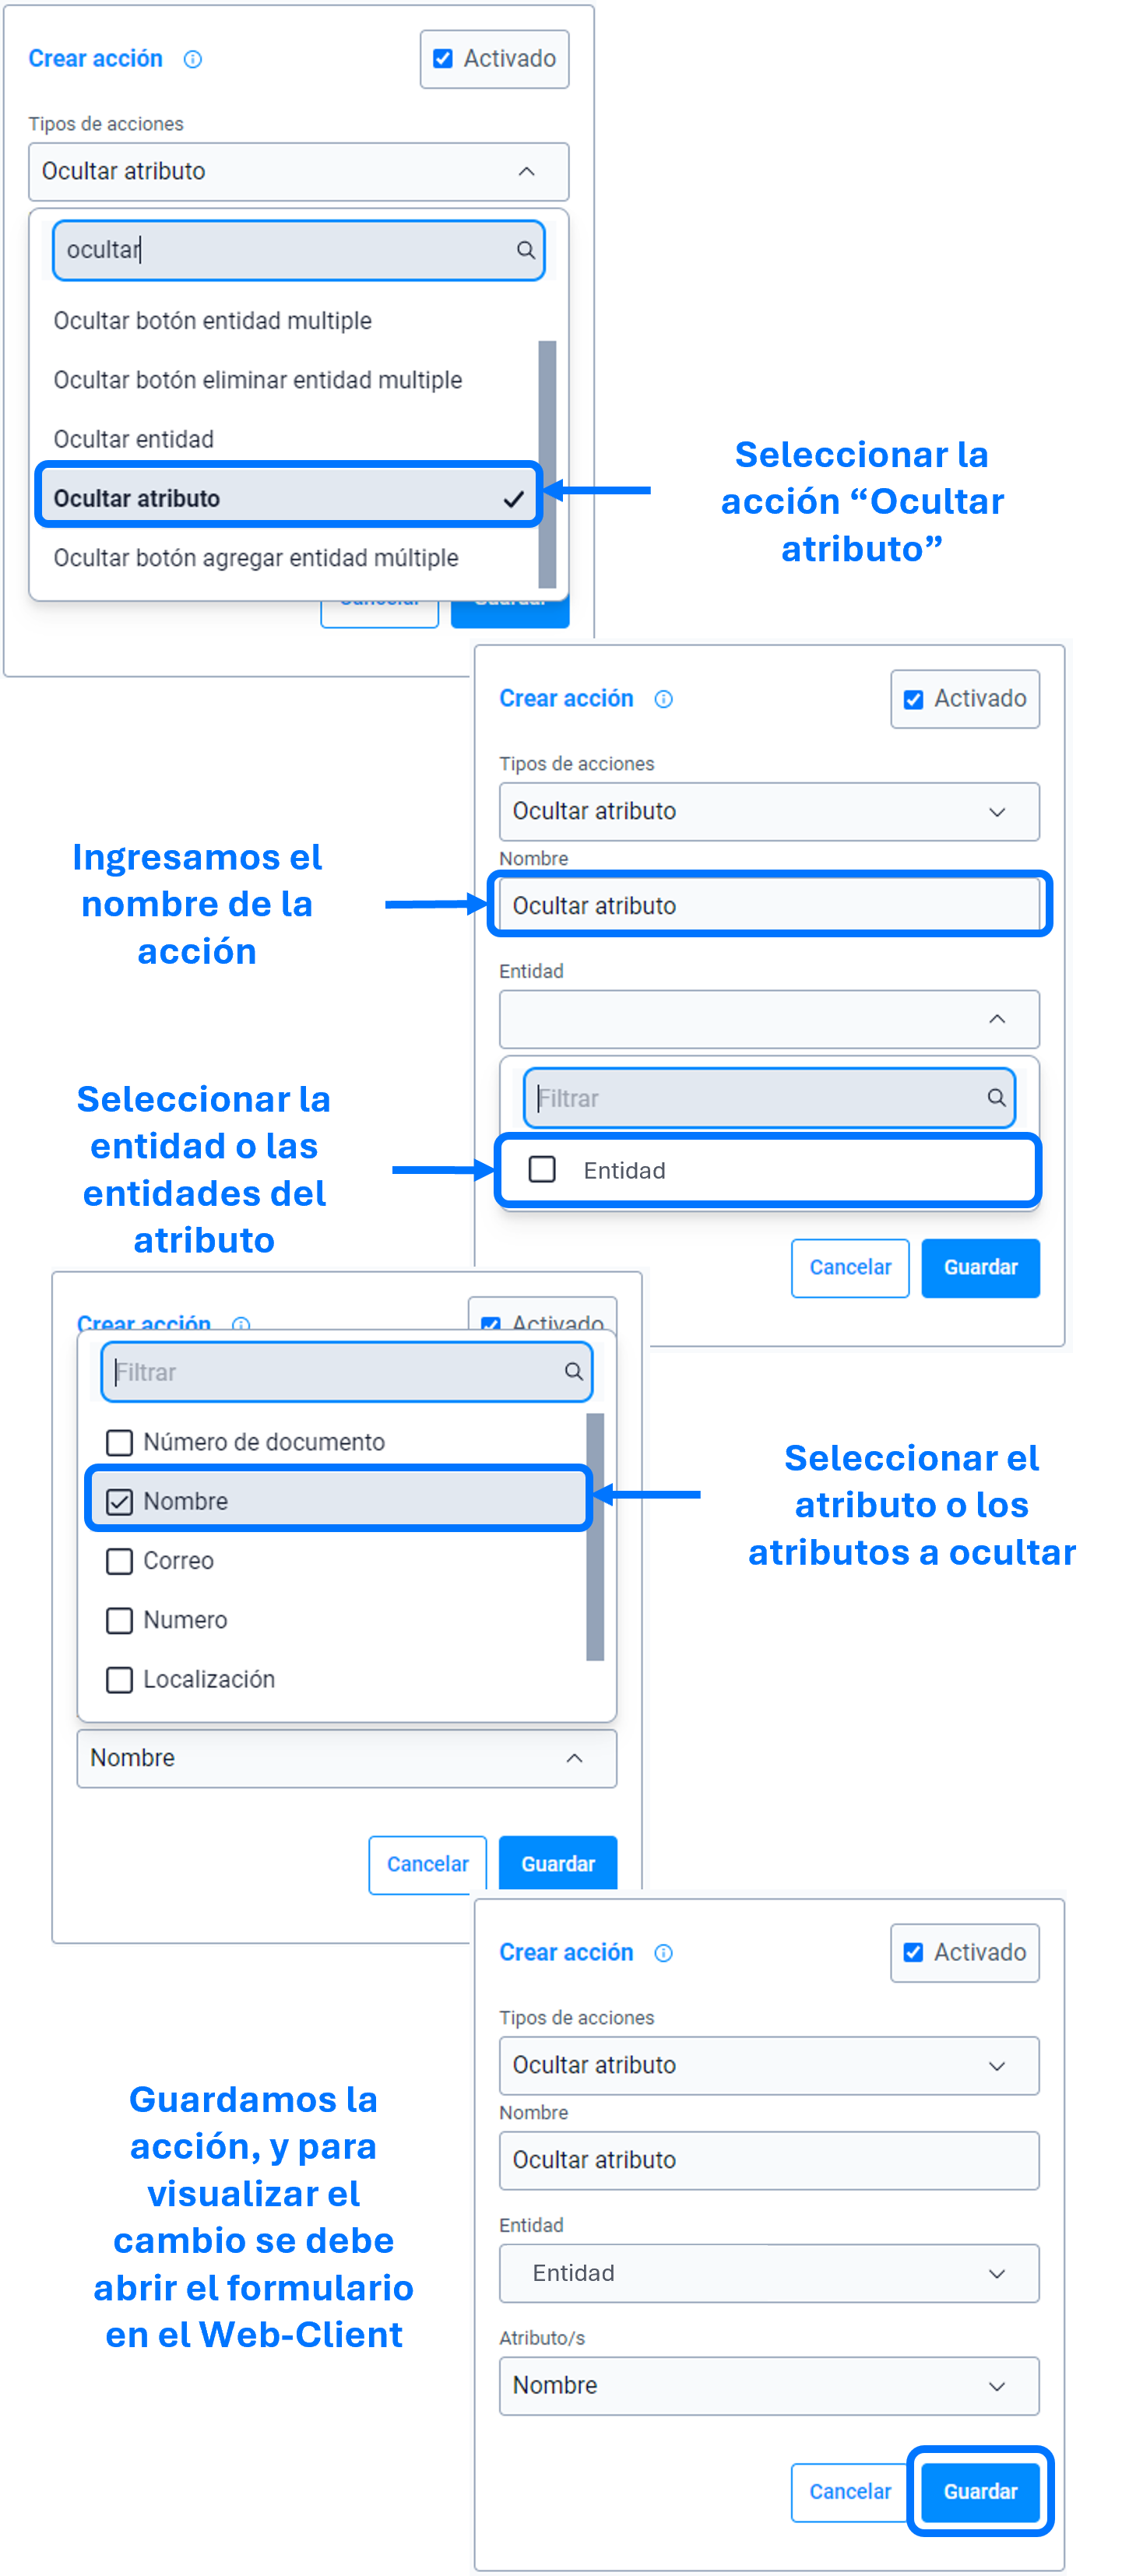 Crear acción
Activado
Tipos de acciones
Ocultar atributo
ocultar
Ocultar botón entidad multiple
Ocultar botón eliminar entidad multiple
Ocultar entidad
Ocultar atributo
Ocultar botón agregar entidad múltiple
Cancelar
Guardar
Seleccionar la
acción “Ocultar
atributo”
Crear acción
Activado
Tipos de acciones
Ocultar atributo
Nombre
Ocultar atributo
Ingresamos el
nombre de la
acción
Entidad
Filtrar
Entidad
Seleccionar la
entidad o las
entidades del
atributo
Cancelar
Guardar
Crear acción
Activado
Filtrar
Número de documento
Nombre
Correo
Numero
Localización
Nombre
Cancelar
Guardar
Seleccionar el
atributo o los
atributos a ocultar
Crear acción
Activado
Tipos de acciones
Ocultar atributo
Nombre
Ocultar atributo
Entidad
Entidad
Atributo/s
Nombre
Cancelar
Guardar
Guardamos la
acción, y para
visualizar el
cambio se debe
abrir el formulario
en el Web-Client